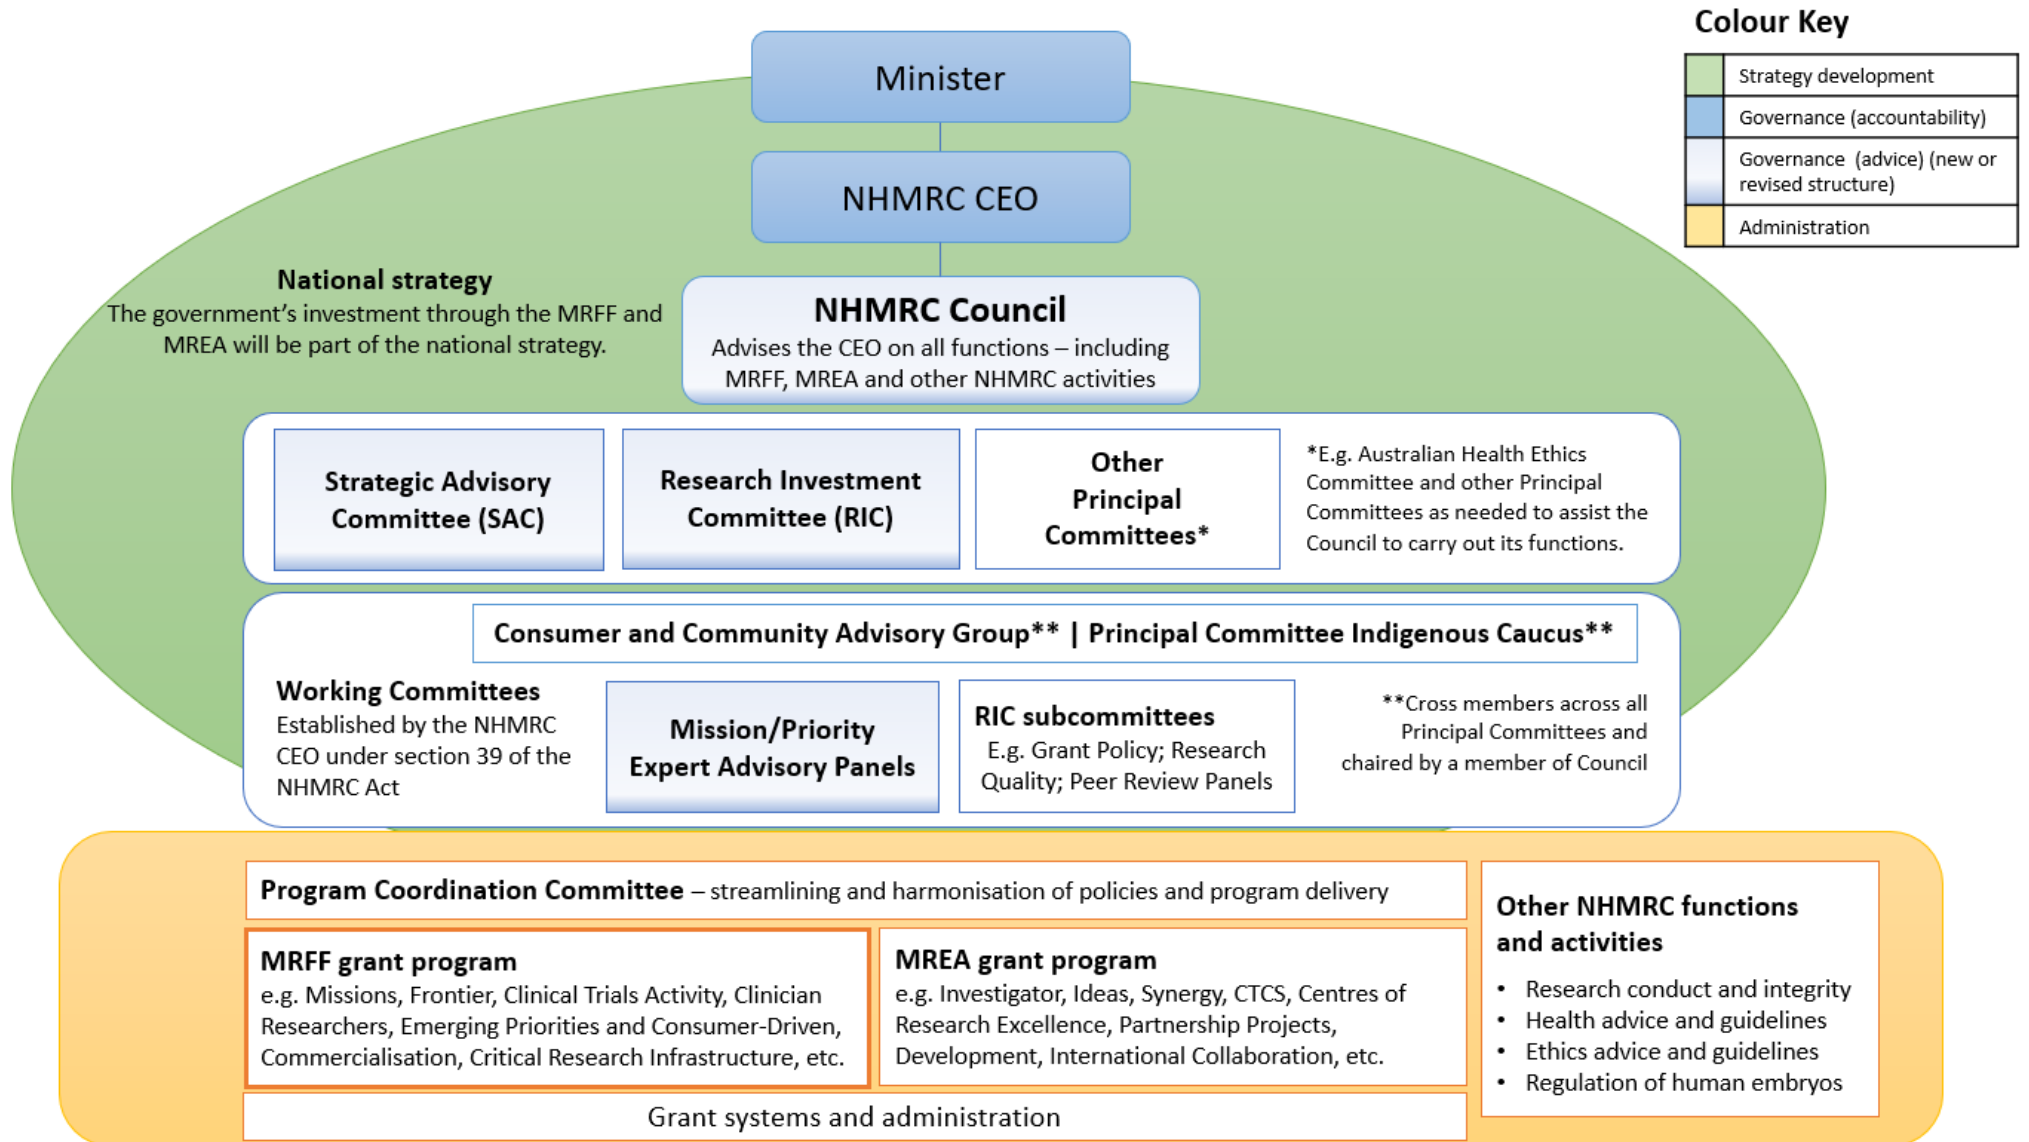 Colour Key
Strategy development
Governance (accountability)
Governance (advice) (new or
revised structure)
Administration
Minister
NHMRC CEO
National strategy
The government's investment through the MRFF and
MREA will be part of the national strategy.
NHMRC Council
Advises the CEO on all functions – including
MRFF, MREA and other NHMRC activities
Strategic Advisory
Committee (SAC)
Research Investment
Committee (RIC)
Other
Principal
Committees*
*E.g. Australian Health Ethics
Committee and other Principal
Committees as needed to assist the
Council to carry out its functions.
Consumer and Community Advisory Group** | Principal Committee Indigenous Caucus**
Working Committees
Established by the NHMRC
CEO under section 39 of the
NHMRC Act
Mission/Priority
Expert Advisory Panels
RIC subcommittees
E.g. Grant Policy; Research
Quality; Peer Review Panels
**Cross members across all
Principal Committees and
chaired by a member of Council
Program Coordination Committee – streamlining and harmonisation of policies and program delivery
MRFF grant program
e.g. Missions, Frontier, Clinical Trials Activity, Clinician
Researchers, Emerging Priorities and Consumer-Driven,
Commercialisation, Critical Research Infrastructure, etc.
MREA grant program
e.g. Investigator, Ideas, Synergy, CTCS, Centres of
Research Excellence, Partnership Projects,
Development, International Collaboration, etc.
Other NHMRC functions
and activities
• Research conduct and integrity
• Health advice and guidelines
• Ethics advice and guidelines
• Regulation of human embryos
Grant systems and administration